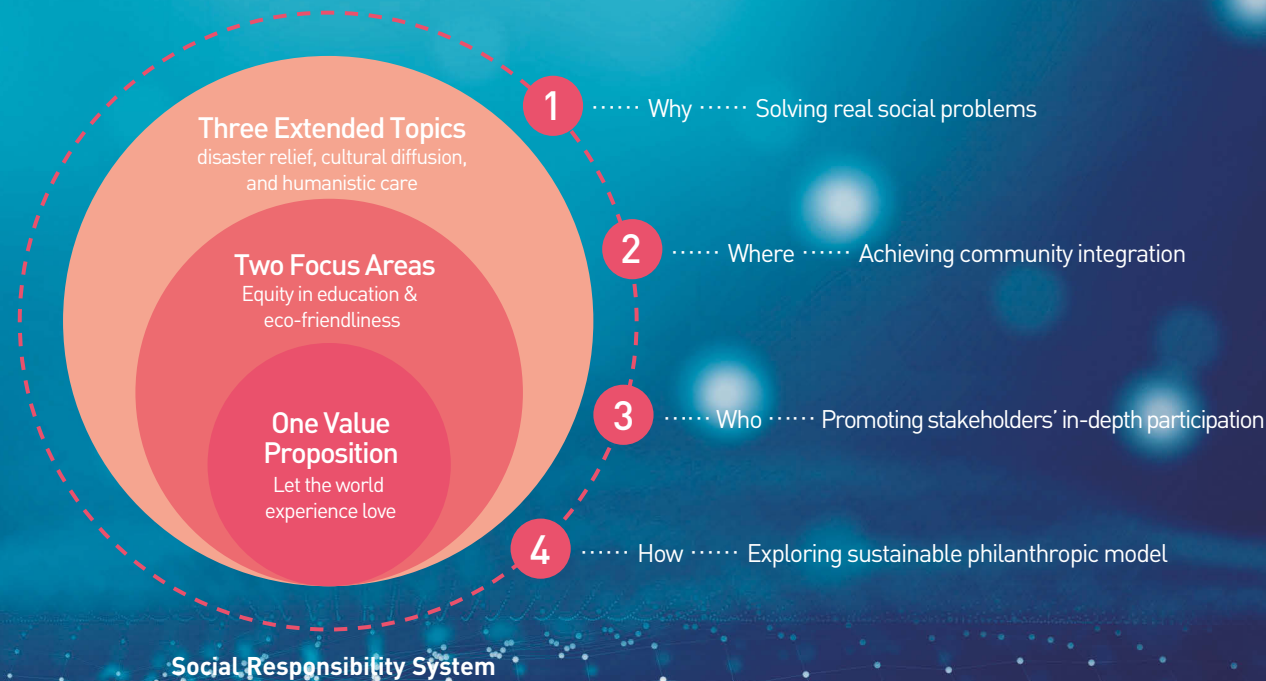 Three Extended Topics
disaster relief, cultural diffusion,
and humanistic care
Two Focus Areas
Equity in education &
eco-friendliness
One Value
Proposition
Let the world
experience love
1 ······ Why ······ Solving real social problems
2 ······ Where ······ Achieving community integration
3 ······ Who ······ Promoting stakeholders’ in-depth participation
4 ······ How ······ Exploring sustainable philanthropic model
Social Responsibility System